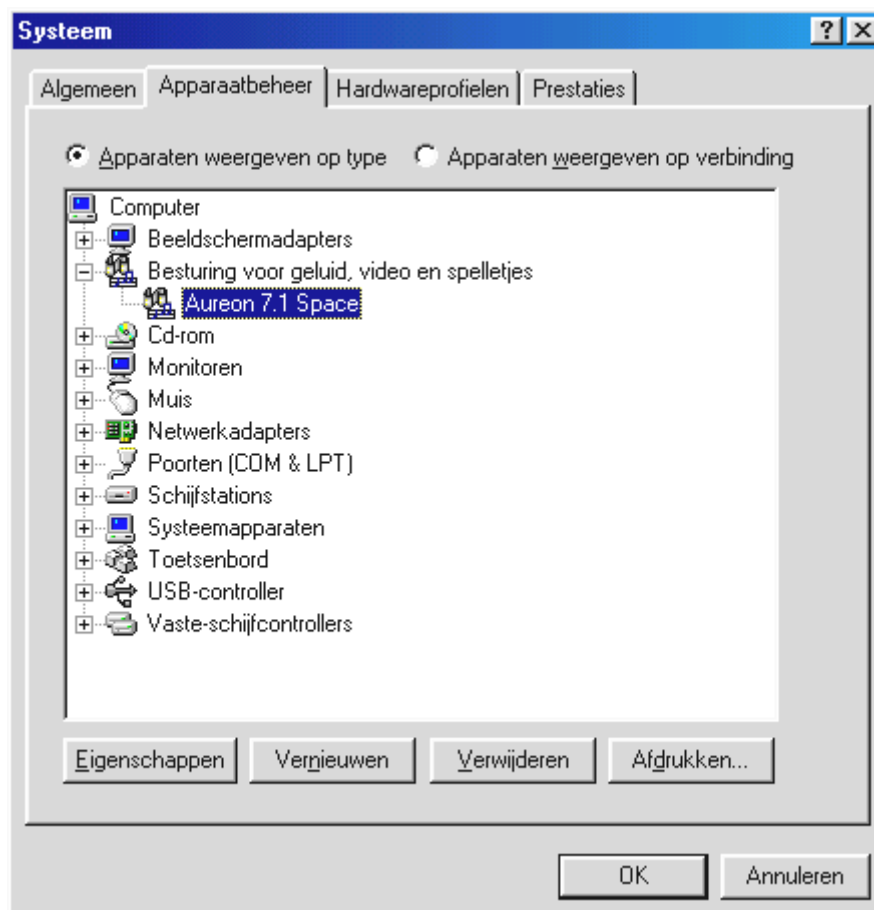 Systeem
Algemeen Apparaatbeheer Hardwareprofielen Prestaties
Apparaten weergeven op type Apparaten weergeven op verbinding
Computer
Beeldschermadapters
Besturing voor geluid, video en spelletjes
Aureon 7.1 Space
Cd-rom
Monitoren
Muis
Netwerkadapters
Poorten (COM & LPT)
Schijfstations
Systeemapparaten
Toetsenbord
USB-controller
Vaste-schijfcontrollers
Eigenschappen Vernieuwen Verwijderen Afdrukken...
OK Annuleren